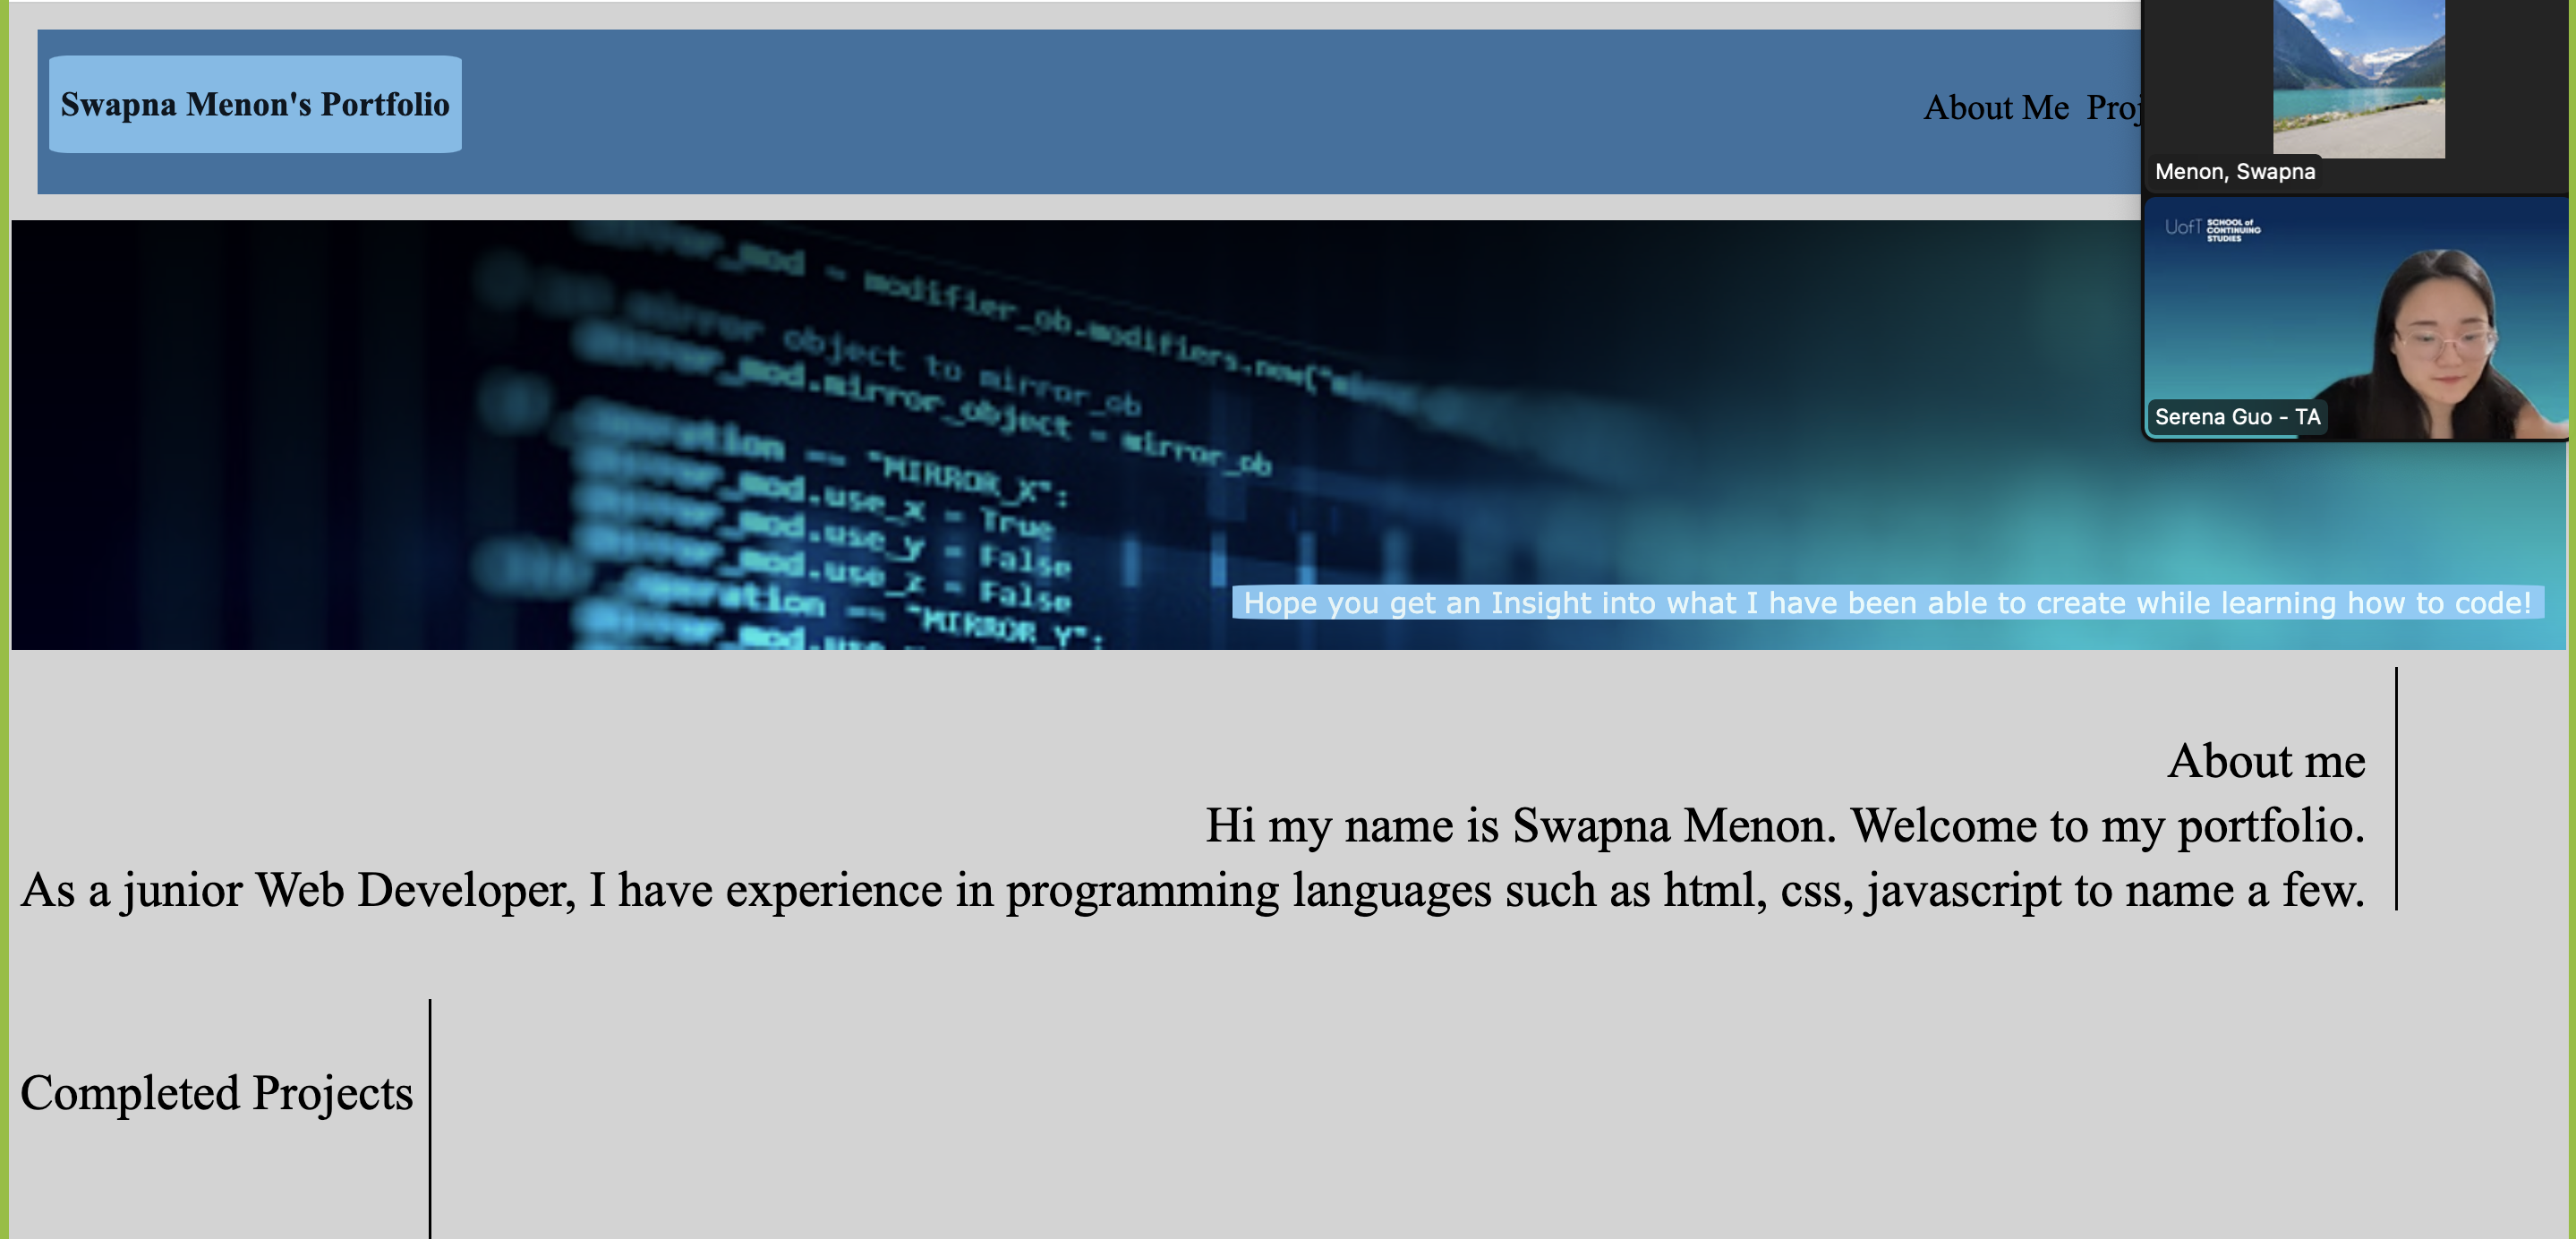 Swapna Menon's Portfolio
About Me Proj
Menon, Swapna
UofT SCHOOL of
CONTINUING
STUDIES
Serena Guo - TA
mirror_mod = modifier_ob.modifiers.new("
mirror object to mirror_ob
mirror_mod.mirror_object = mirror_ob
operation == "MIRROR_X":
mirror_mod.use_x = True
mirror_mod.use_y = False
mirror_mod.use_z = False
operation == "MIRROR_Y":
Hope you get an Insight into what I have been able to create while learning how to code!
About me
Hi my name is Swapna Menon. Welcome to my portfolio.
As a junior Web Developer, I have experience in programming languages such as html, css, javascript to name a few.
Completed Projects